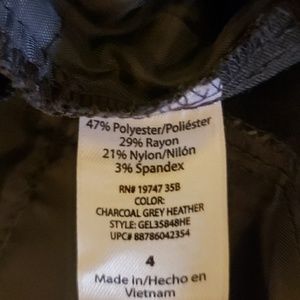 47% Polyester/Poliéster
29% Rayon
21% Nylon/Nilón
3% Spandex
RN# 19747 35B
COLOR:
CHARCOAL GREY HEATHER
STYLE: GEL35848HE
UPC# 88786042354
4
Made in/Hecho en
Vietnam